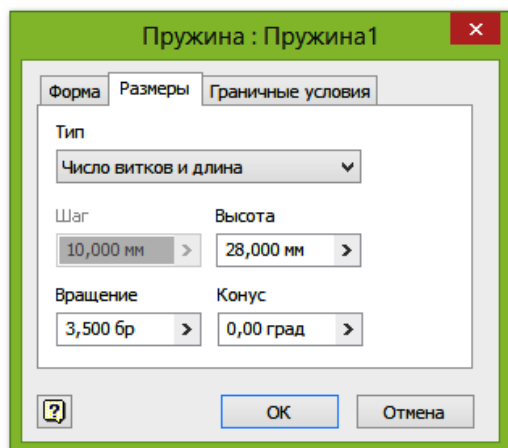 Пружина : Пружина1
Форма Размеры Граничные условия
Тип
Число витков и длина
Шаг Высота
10,000 мм 28,000 мм
Вращение Конус
3,500 бр 0,00 град
ОК Отмена